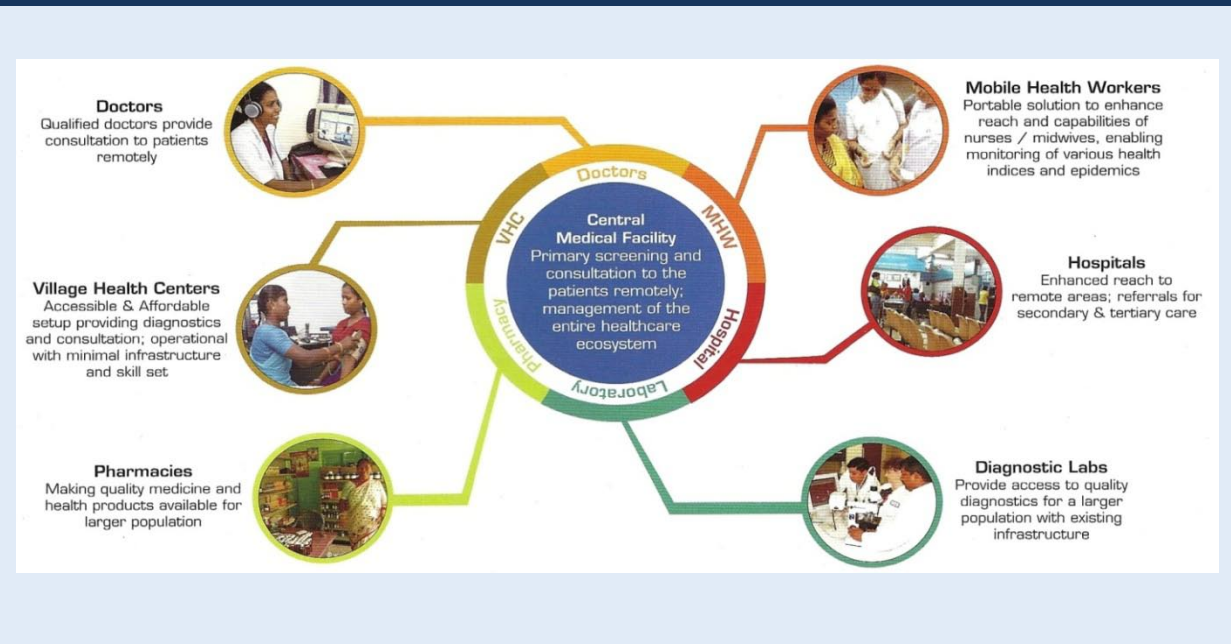 Doctors
Qualified doctors provide
consultation to patients
remotely
Village Health Centers
Accessible & Affordable
setup providing diagnostics
and consultation; operational
with minimal infrastructure
and skill set
Pharmacies
Making quality medicine and
health products available for
larger population
Doctors
MHW
Hospital
Laboratory
Pharmacy
VHC
Central
Medical Facility
Primary screening and
consultation to the
patients remotely;
management of the
entire healthcare
ecosystem
Mobile Health Workers
Portable solution to enhance
reach and capabilities of
nurses / midwives, enabling
monitoring of various health
indices and epidemics
Hospitals
Enhanced reach to
remote areas; referrals for
secondary & tertiary care
Diagnostic Labs
Provide access to quality
diagnostics for a larger
population with existing
infrastructure